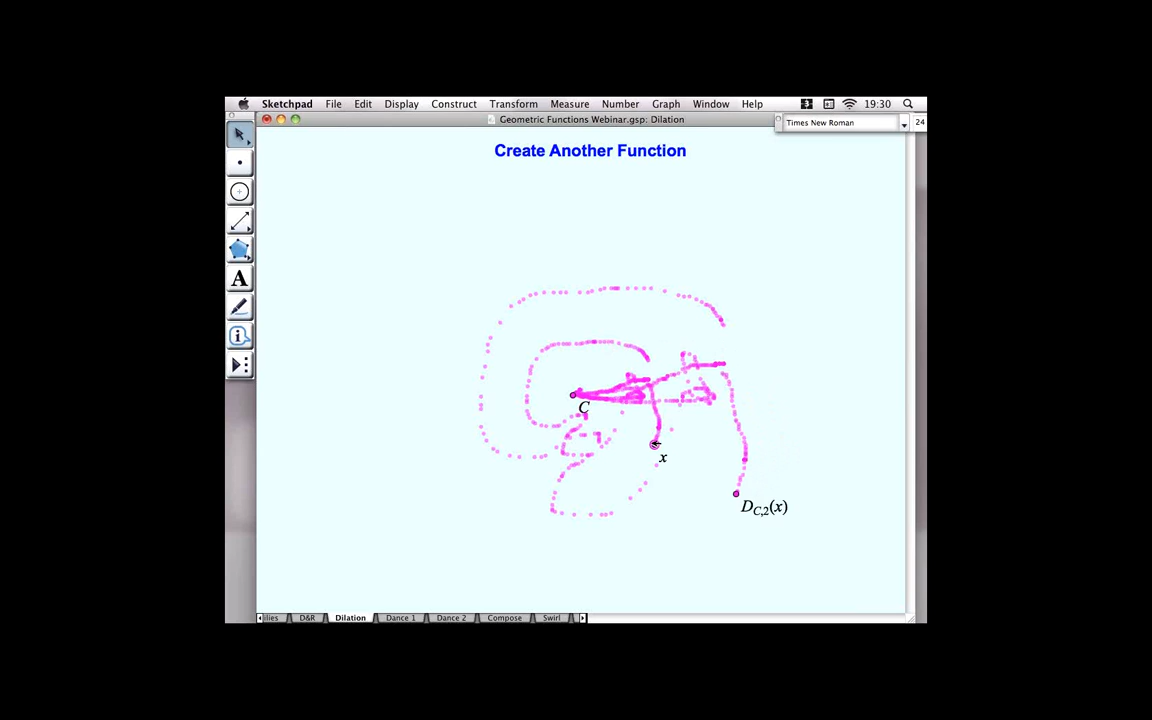 Sketchpad File Edit Display Construct Transform Measure Number Graph Window Help 19:30
Geometric Functions Webinar.gsp: Dilation
Times New Roman 24
Create Another Function
A
C
x
D_{C,2}(x)
ilies D&R Dilation Dance 1 Dance 2 Compose Swirl